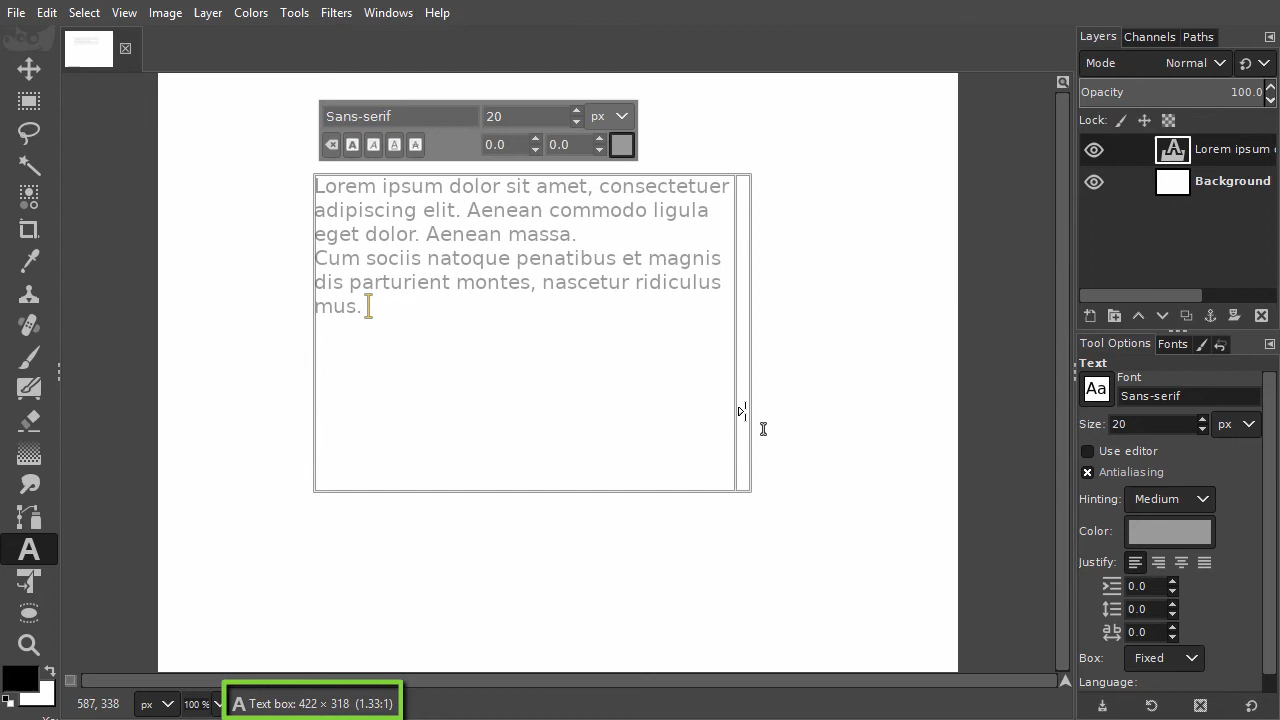 File Edit Select View Image Layer Colors Tools Filters Windows Help
Layers Channels Paths
Mode Normal
Opacity 100.0
Lock:
Sans-serif 20 px
0.0 0.0
Lorem ipsum
Background
Lorem ipsum dolor sit amet, consectetuer
adipiscing elit. Aenean commodo ligula
eget dolor. Aenean massa.
Cum sociis natoque penatibus et magnis
dis parturient montes, nascetur ridiculus
mus.
Tool Options Fonts
Text
Font
Aa Sans-serif
Size: 20 px
Use editor
Antialiasing
Hinting: Medium
Color:
Justify:
0.0
0.0
0.0
Box: Fixed
Language:
587, 338 px 100 % Text box: 422 × 318 (1.33:1)